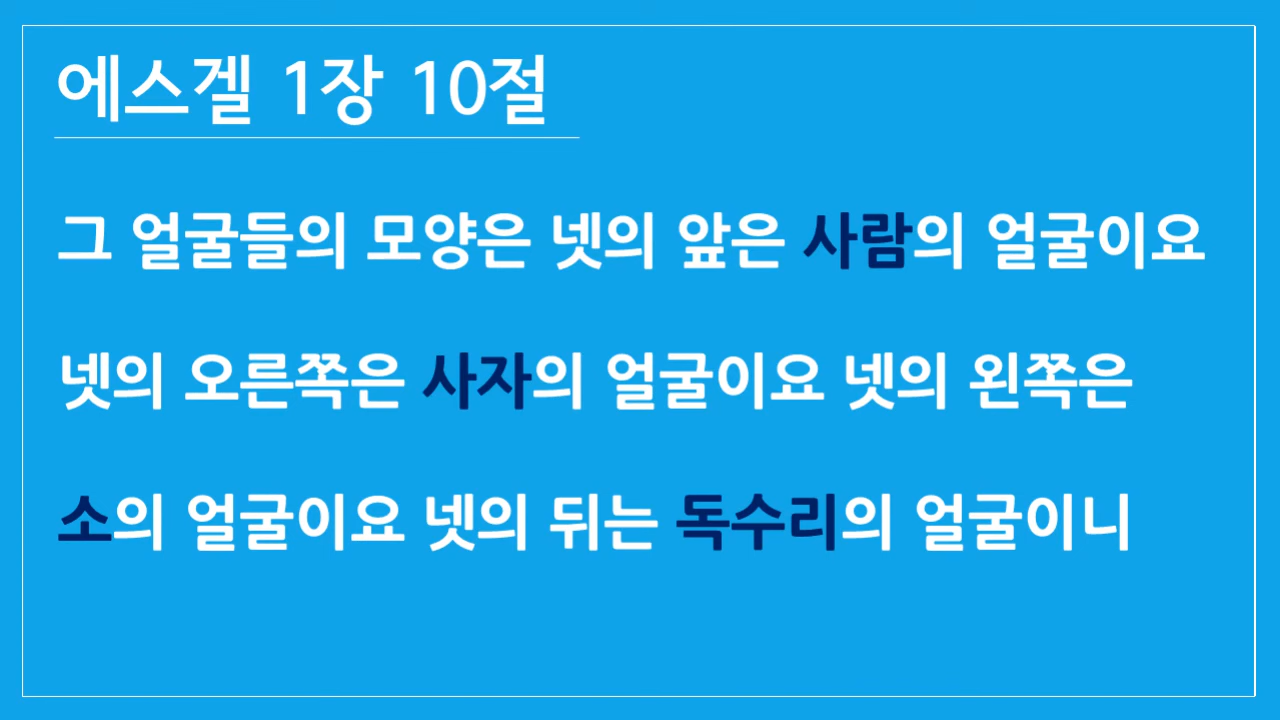 에스겔 1장 10절
그 얼굴들의 모양은 넷의 앞은 사람의 얼굴이요
넷의 오른쪽은 사자의 얼굴이요 넷의 왼쪽은
소의 얼굴이요 넷의 뒤는 독수리의 얼굴이니